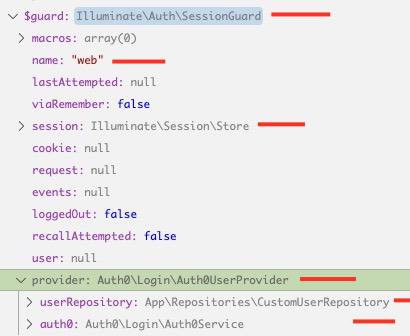 $guard: Illuminate\Auth\SessionGuard
macros: array(0)
name: "web"
lastAttempted: null
viaRemember: false
session: Illuminate\Session\Store
cookie: null
request: null
events: null
loggedOut: false
recallAttempted: false
user: null
provider: Auth0\Login\Auth0UserProvider
userRepository: App\Repositories\CustomUserRepository
auth0: Auth0\Login\Auth0Service